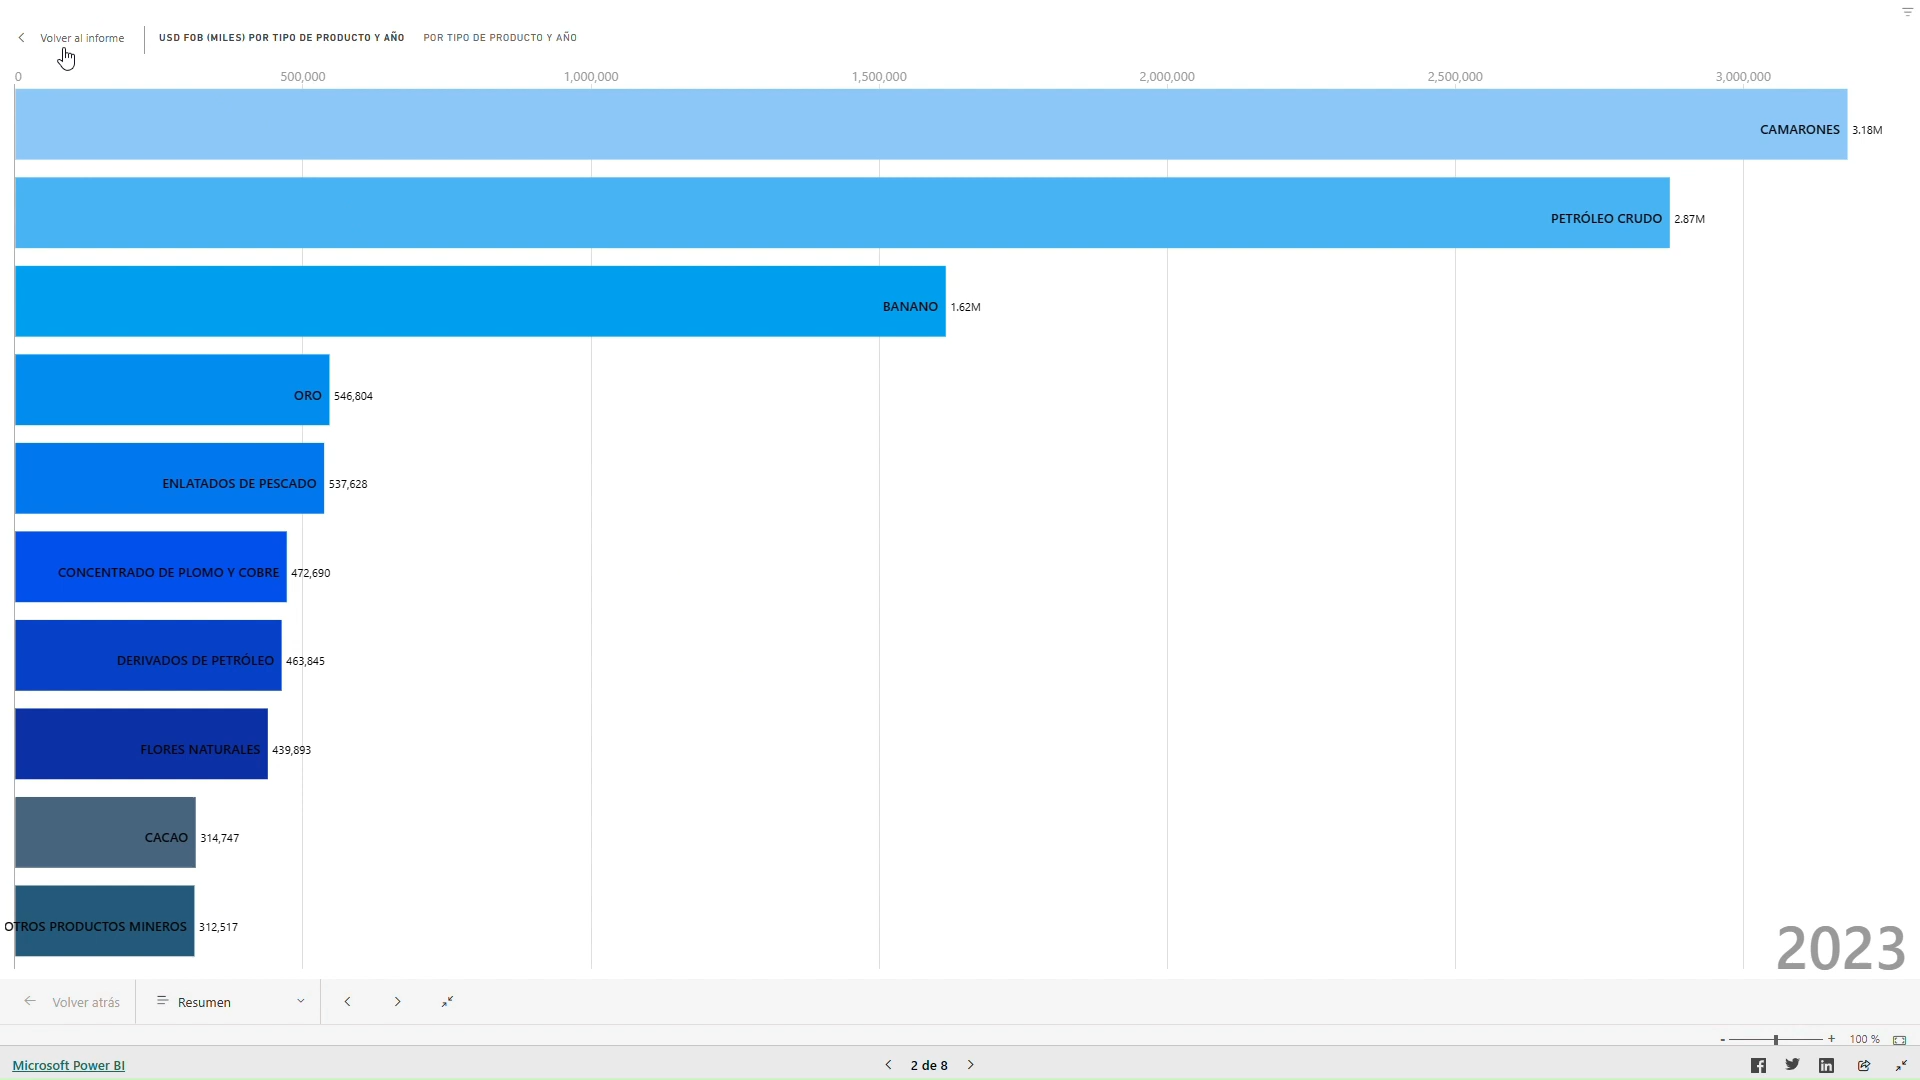 Volver al informe
USD FOB (MILES) POR TIPO DE PRODUCTO Y AÑO POR TIPO DE PRODUCTO Y AÑO
0 500,000 1,000,000 1,500,000 2,000,000 2,500,000 3,000,000
CAMARONES 3.18M
PETRÓLEO CRUDO 2.87M
BANANO 1.62M
ORO 546,804
ENLATADOS DE PESCADO 537,628
CONCENTRADO DE PLOMO Y COBRE 472,690
DERIVADOS DE PETRÓLEO 463,845
FLORES NATURALES 439,893
CACAO 314,747
OTROS PRODUCTOS MINEROS 312,517
2023
Volver atrás Resumen
- + 100 %
Microsoft Power BI 2 de 8